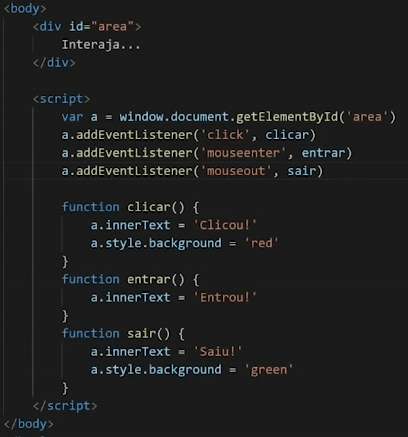 <body>
<div id="area">
Interaja...
</div>
<script>
var a = window.document.getElementById('area')
a.addEventListener('click', clicar)
a.addEventListener('mouseenter', entrar)
a.addEventListener('mouseout', sair)
function clicar() {
a.innerText = 'Clicou!'
a.style.background = 'red'
}
function entrar() {
a.innerText = 'Entrou!'
}
function sair() {
a.innerText = 'Saiu!'
a.style.background = 'green'
}
</script>
</body>